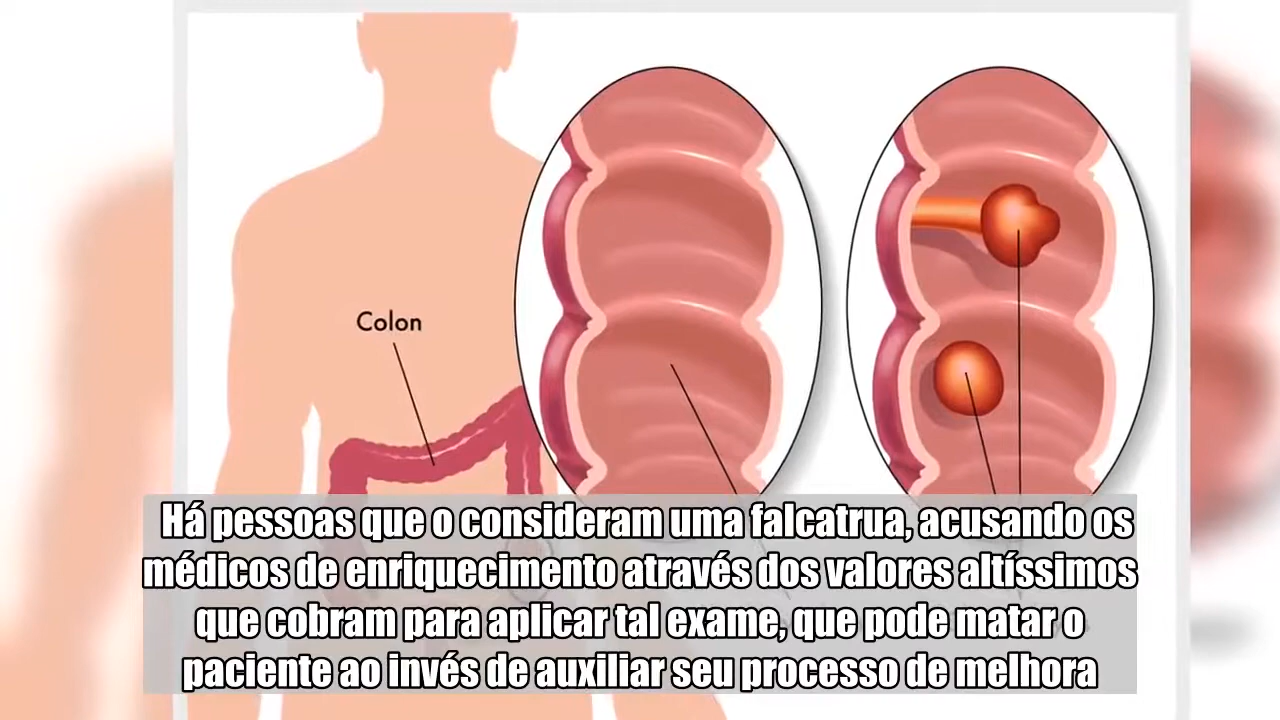 Colon
Há pessoas que o consideram uma falcatrua, acusando os
médicos de enriquecimento através dos valores altíssimos
que cobram para aplicar tal exame, que pode matar o
paciente ao invés de auxiliar seu processo de melhora